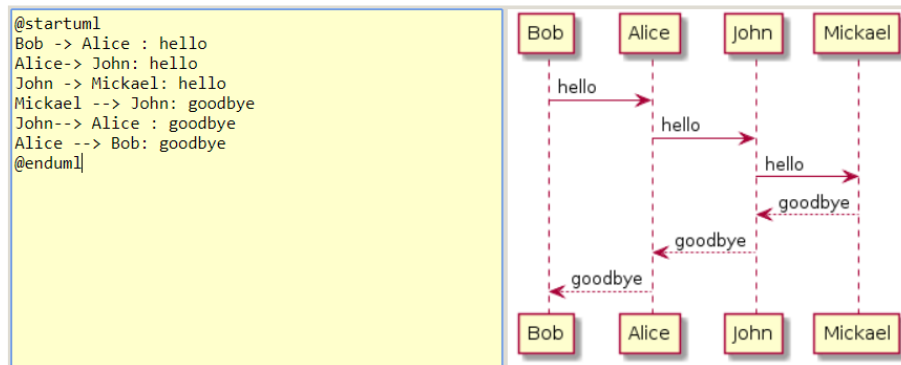 @startuml
Bob -> Alice : hello
Alice-> John: hello
John -> Mickael: hello
Mickael --> John: goodbye
John--> Alice : goodbye
Alice --> Bob: goodbye
@enduml
Bob Alice John Mickael
hello
hello
hello
goodbye
goodbye
goodbye
Bob Alice John Mickael